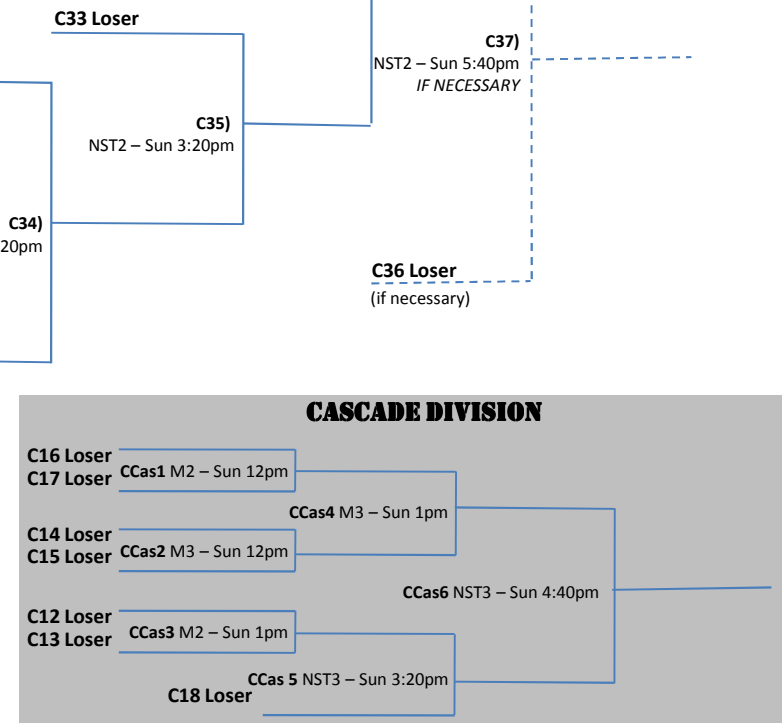 C33 Loser
C37)
NST2 – Sun 5:40pm
IF NECESSARY
C35)
NST2 – Sun 3:20pm
C34)
20pm
C36 Loser
(if necessary)
CASCADE DIVISION
C16 Loser
C17 Loser
CCas1 M2 – Sun 12pm
CCas4 M3 – Sun 1pm
C14 Loser
C15 Loser
CCas2 M3 – Sun 12pm
CCas6 NST3 – Sun 4:40pm
C12 Loser
C13 Loser
CCas3 M2 – Sun 1pm
CCas 5 NST3 – Sun 3:20pm
C18 Loser